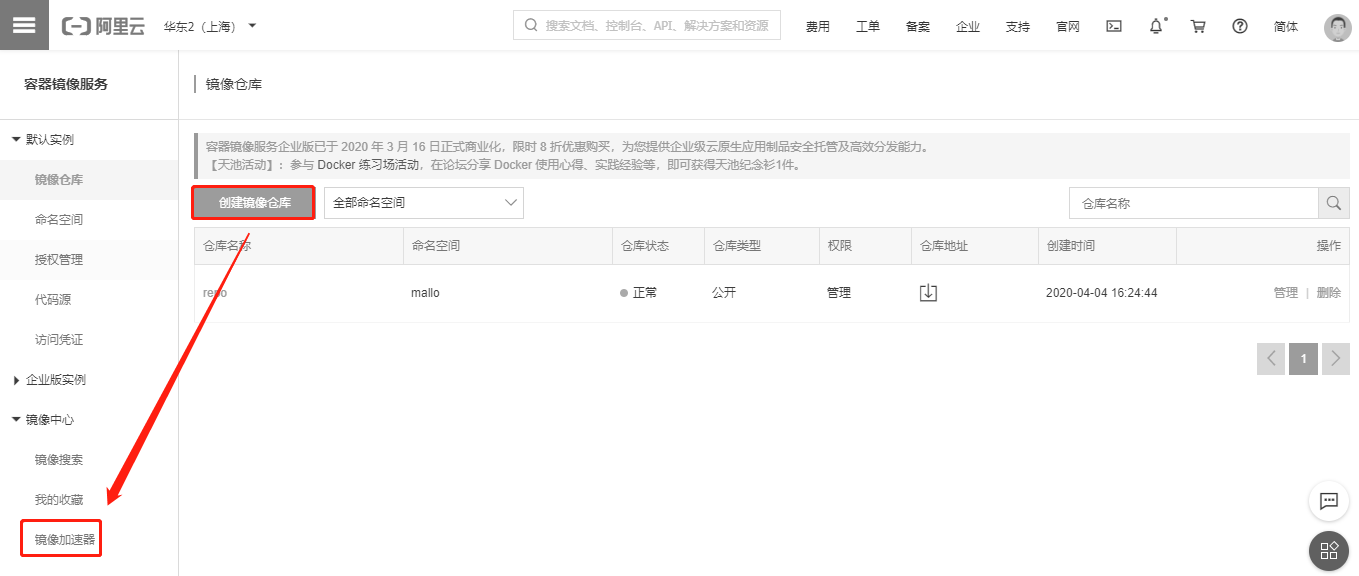 阿里云 华东2（上海） 搜索文档、控制台、API、解决方案和资源 费用 工单 备案 企业 支持 官网 简体
容器镜像服务
镜像仓库
默认实例
镜像仓库
命名空间
授权管理
代码源
访问凭证
企业版实例
镜像中心
镜像搜索
我的收藏
镜像加速器
容器镜像服务企业版已于 2020 年 3 月 16 日正式商业化，限时 8 折优惠购买，为您提供企业级云原生应用制品安全托管及高效分发能力。
【天池活动】：参与 Docker 练习场活动，在论坛分享 Docker 使用心得、实践经验等，即可获得天池纪念衫1件。
创建镜像仓库 全部命名空间 仓库名称
仓库名称 命名空间 仓库状态 仓库类型 权限 仓库地址 创建时间 操作
repo mallo 正常 公开 管理 2020-04-04 16:24:44 管理 | 删除
1